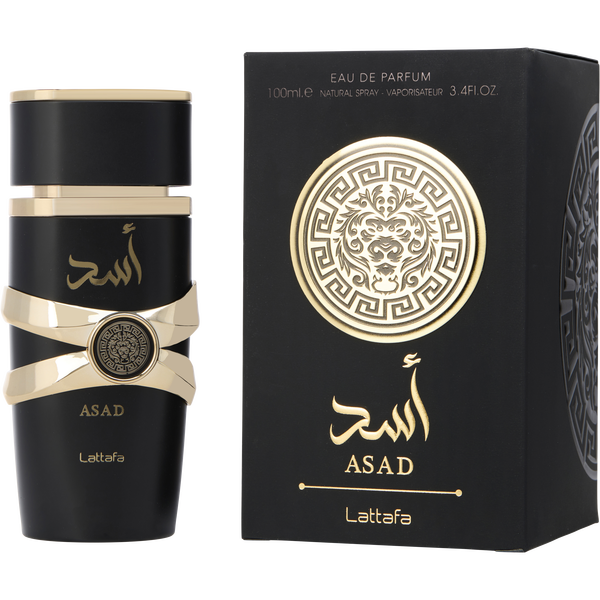 أسد
ASAD
Lattafa
EAU DE PARFUM
100ml.e NATURAL SPRAY - VAPORISATEUR 3.4FL.OZ.
أسد
ASAD
Lattafa